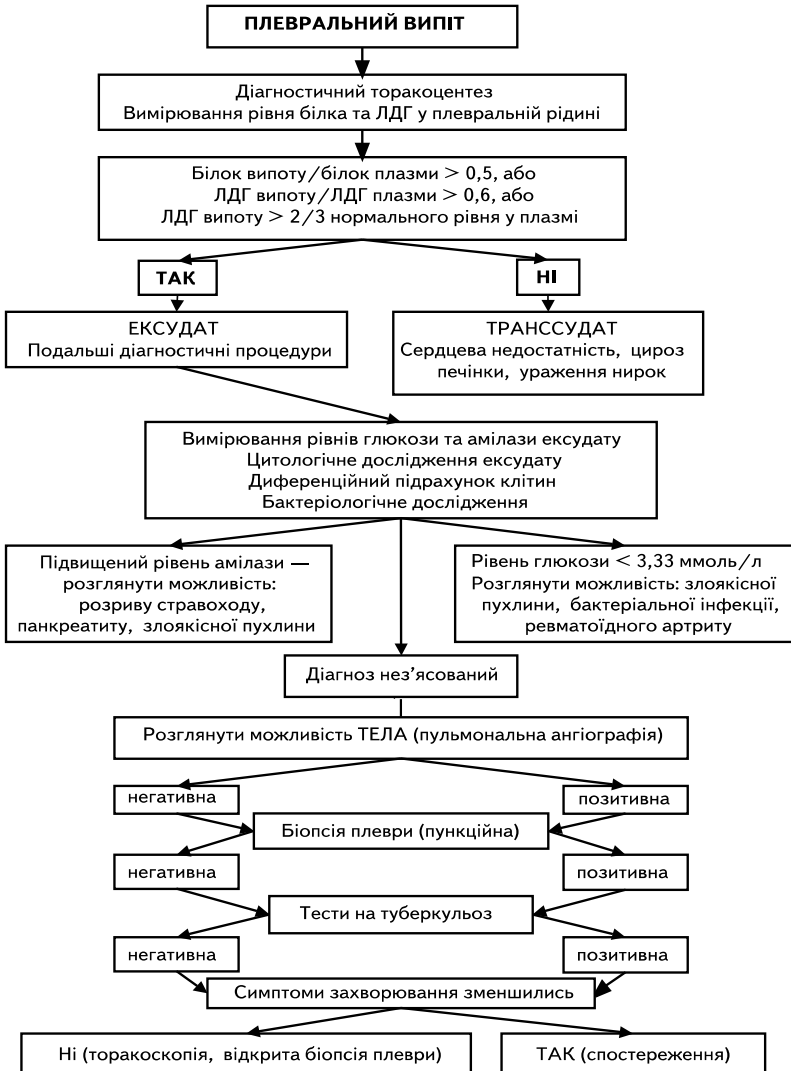 ПЛЕВРАЛЬНИЙ ВИПІТ
Діагностичний торакоцентез
Вимірювання рівня білка та ЛДГ у плевральній рідині
Білок випоту/білок плазми > 0,5, або
ЛДГ випоту/ЛДГ плазми > 0,6, або
ЛДГ випоту > 2/3 нормального рівня у плазмі
ТАК
НІ
ЕКСУДАТ
Подальші діагностичні процедури
ТРАНССУДАТ
Сердцева недостатність, цироз
печінки, ураження нирок
Вимірювання рівнів глюкози та амілази ексудату
Цитологічне дослідження ексудату
Диференційний підрахунок клітин
Бактеріологічне дослідження
Підвищений рівень амілази —
розглянути можливість:
розриву стравоходу,
панкреатиту, злоякісної пухлини
Рівень глюкози < 3,33 ммоль/л
Розглянути можливість: злоякісної
пухлини, бактеріальної інфекції,
ревматоїдного артриту
Діагноз нез’ясований
Розглянути можливість ТЕЛА (пульмональна ангіографія)
негативна
позитивна
Біопсія плеври (пункційна)
негативна
позитивна
Тести на туберкульоз
негативна
позитивна
Симптоми захворювання зменшились
Ні (торакоскопія, відкрита біопсія плеври)
ТАК (спостереження)